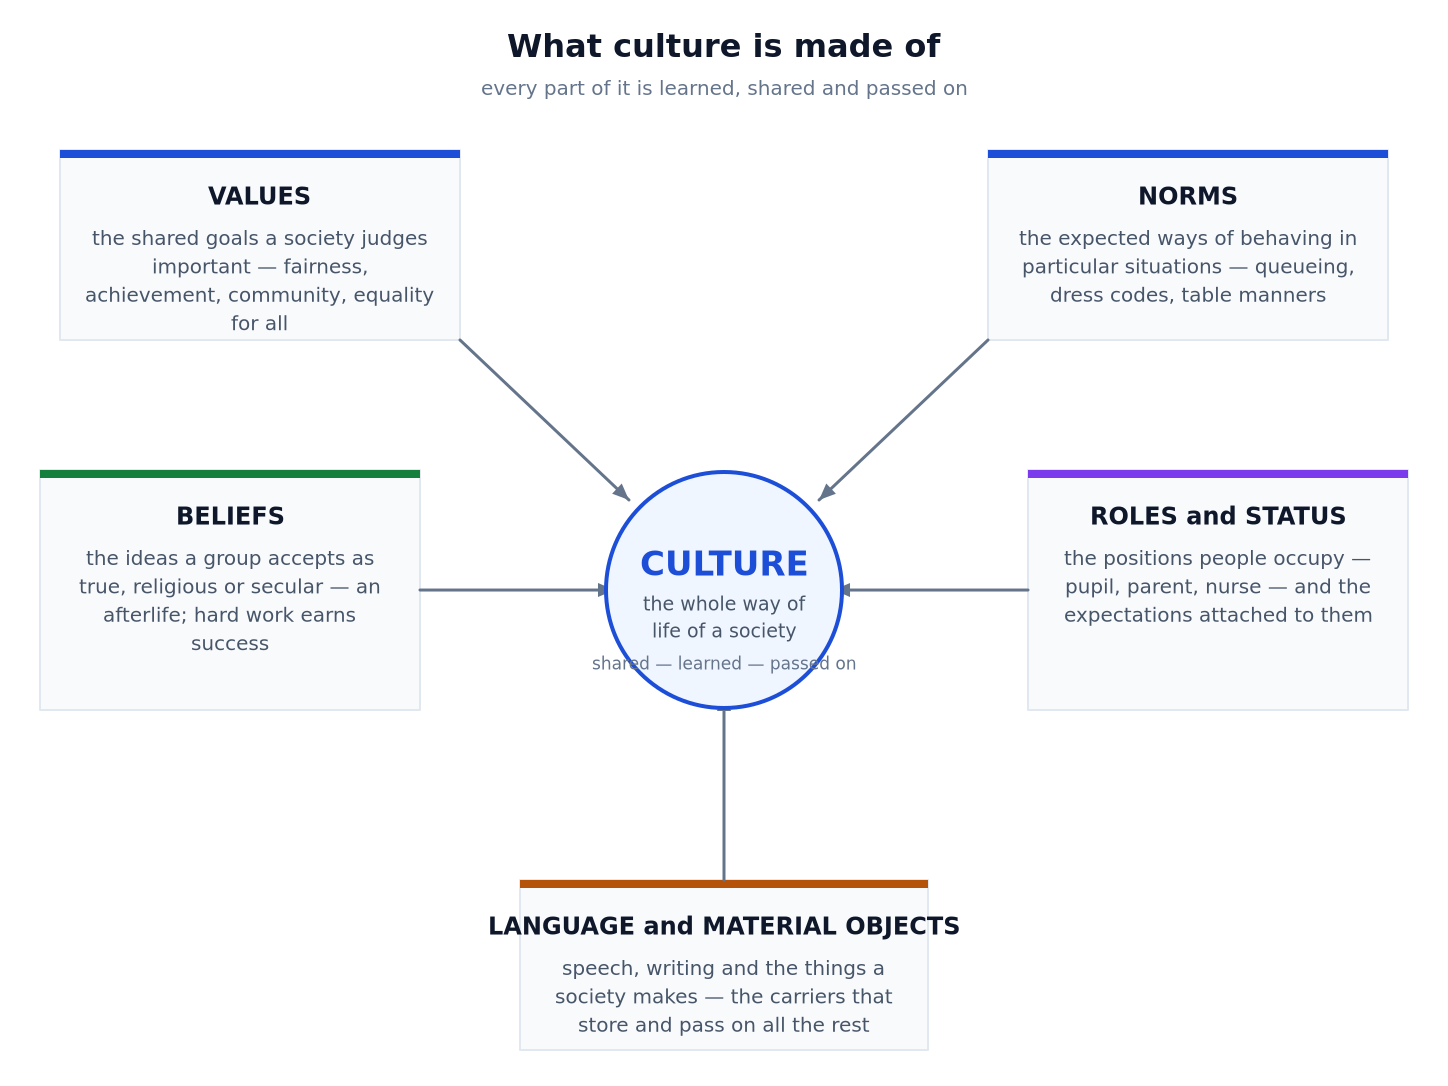 What culture is made of
every part of it is learned, shared and passed on
VALUES
the shared goals a society judges
important — fairness,
achievement, community, equality
for all
NORMS
the expected ways of behaving in
particular situations — queueing,
dress codes, table manners
BELIEFS
the ideas a group accepts as
true, religious or secular — an
afterlife; hard work earns
success
CULTURE
the whole way of
life of a society
shared — learned — passed on
ROLES and STATUS
the positions people occupy —
pupil, parent, nurse — and the
expectations attached to them
LANGUAGE and MATERIAL OBJECTS
speech, writing and the things a
society makes — the carriers that
store and pass on all the rest